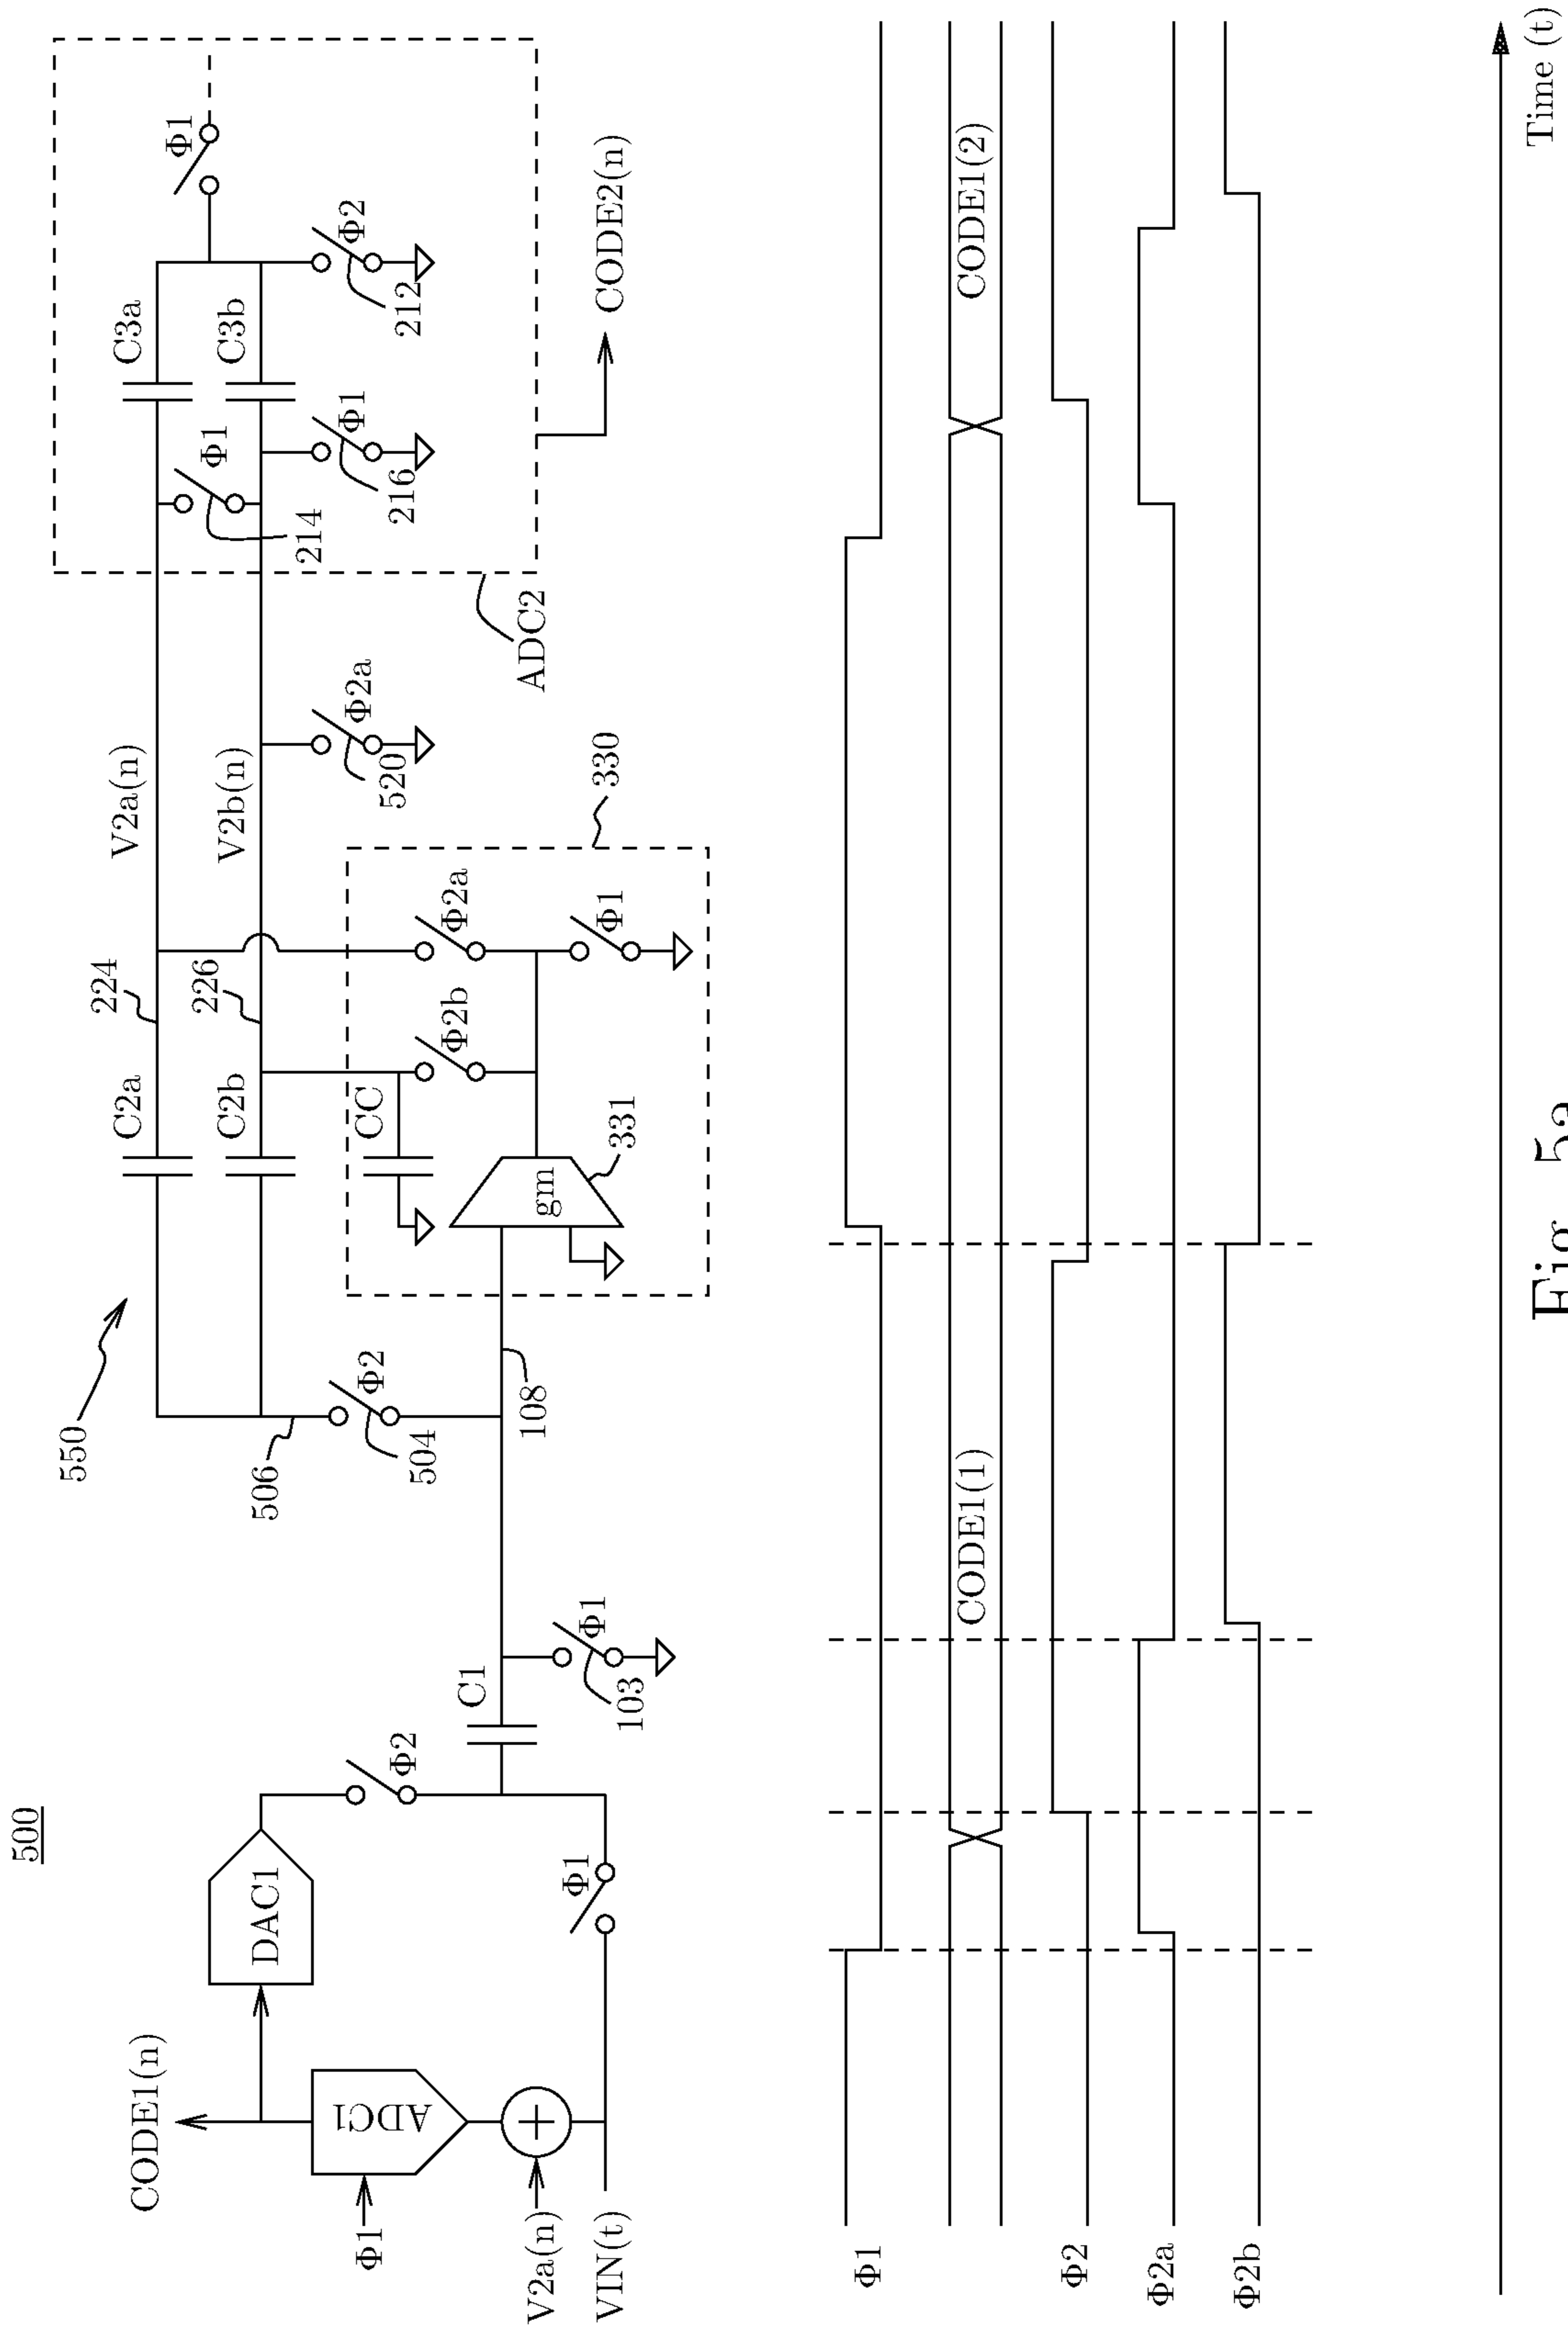 500
550
CODE1(n)
Φ1
ADC1
DAC1
V2a(n)
VIN(t)
Φ1
Φ2
C1
103
Φ1
506
504
Φ2
108
C2a
C2b
CC
gm
331
224
226
Φ2b
Φ2a
Φ1
330
V2a(n)
V2b(n)
520
Φ2a
ADC2
214
Φ1
216
Φ1
C3a
C3b
212
Φ2
Φ1
CODE2(n)
Φ1
CODE1(1)
CODE1(2)
Φ2
Φ2a
Φ2b
Time (t)
Fig. 5a